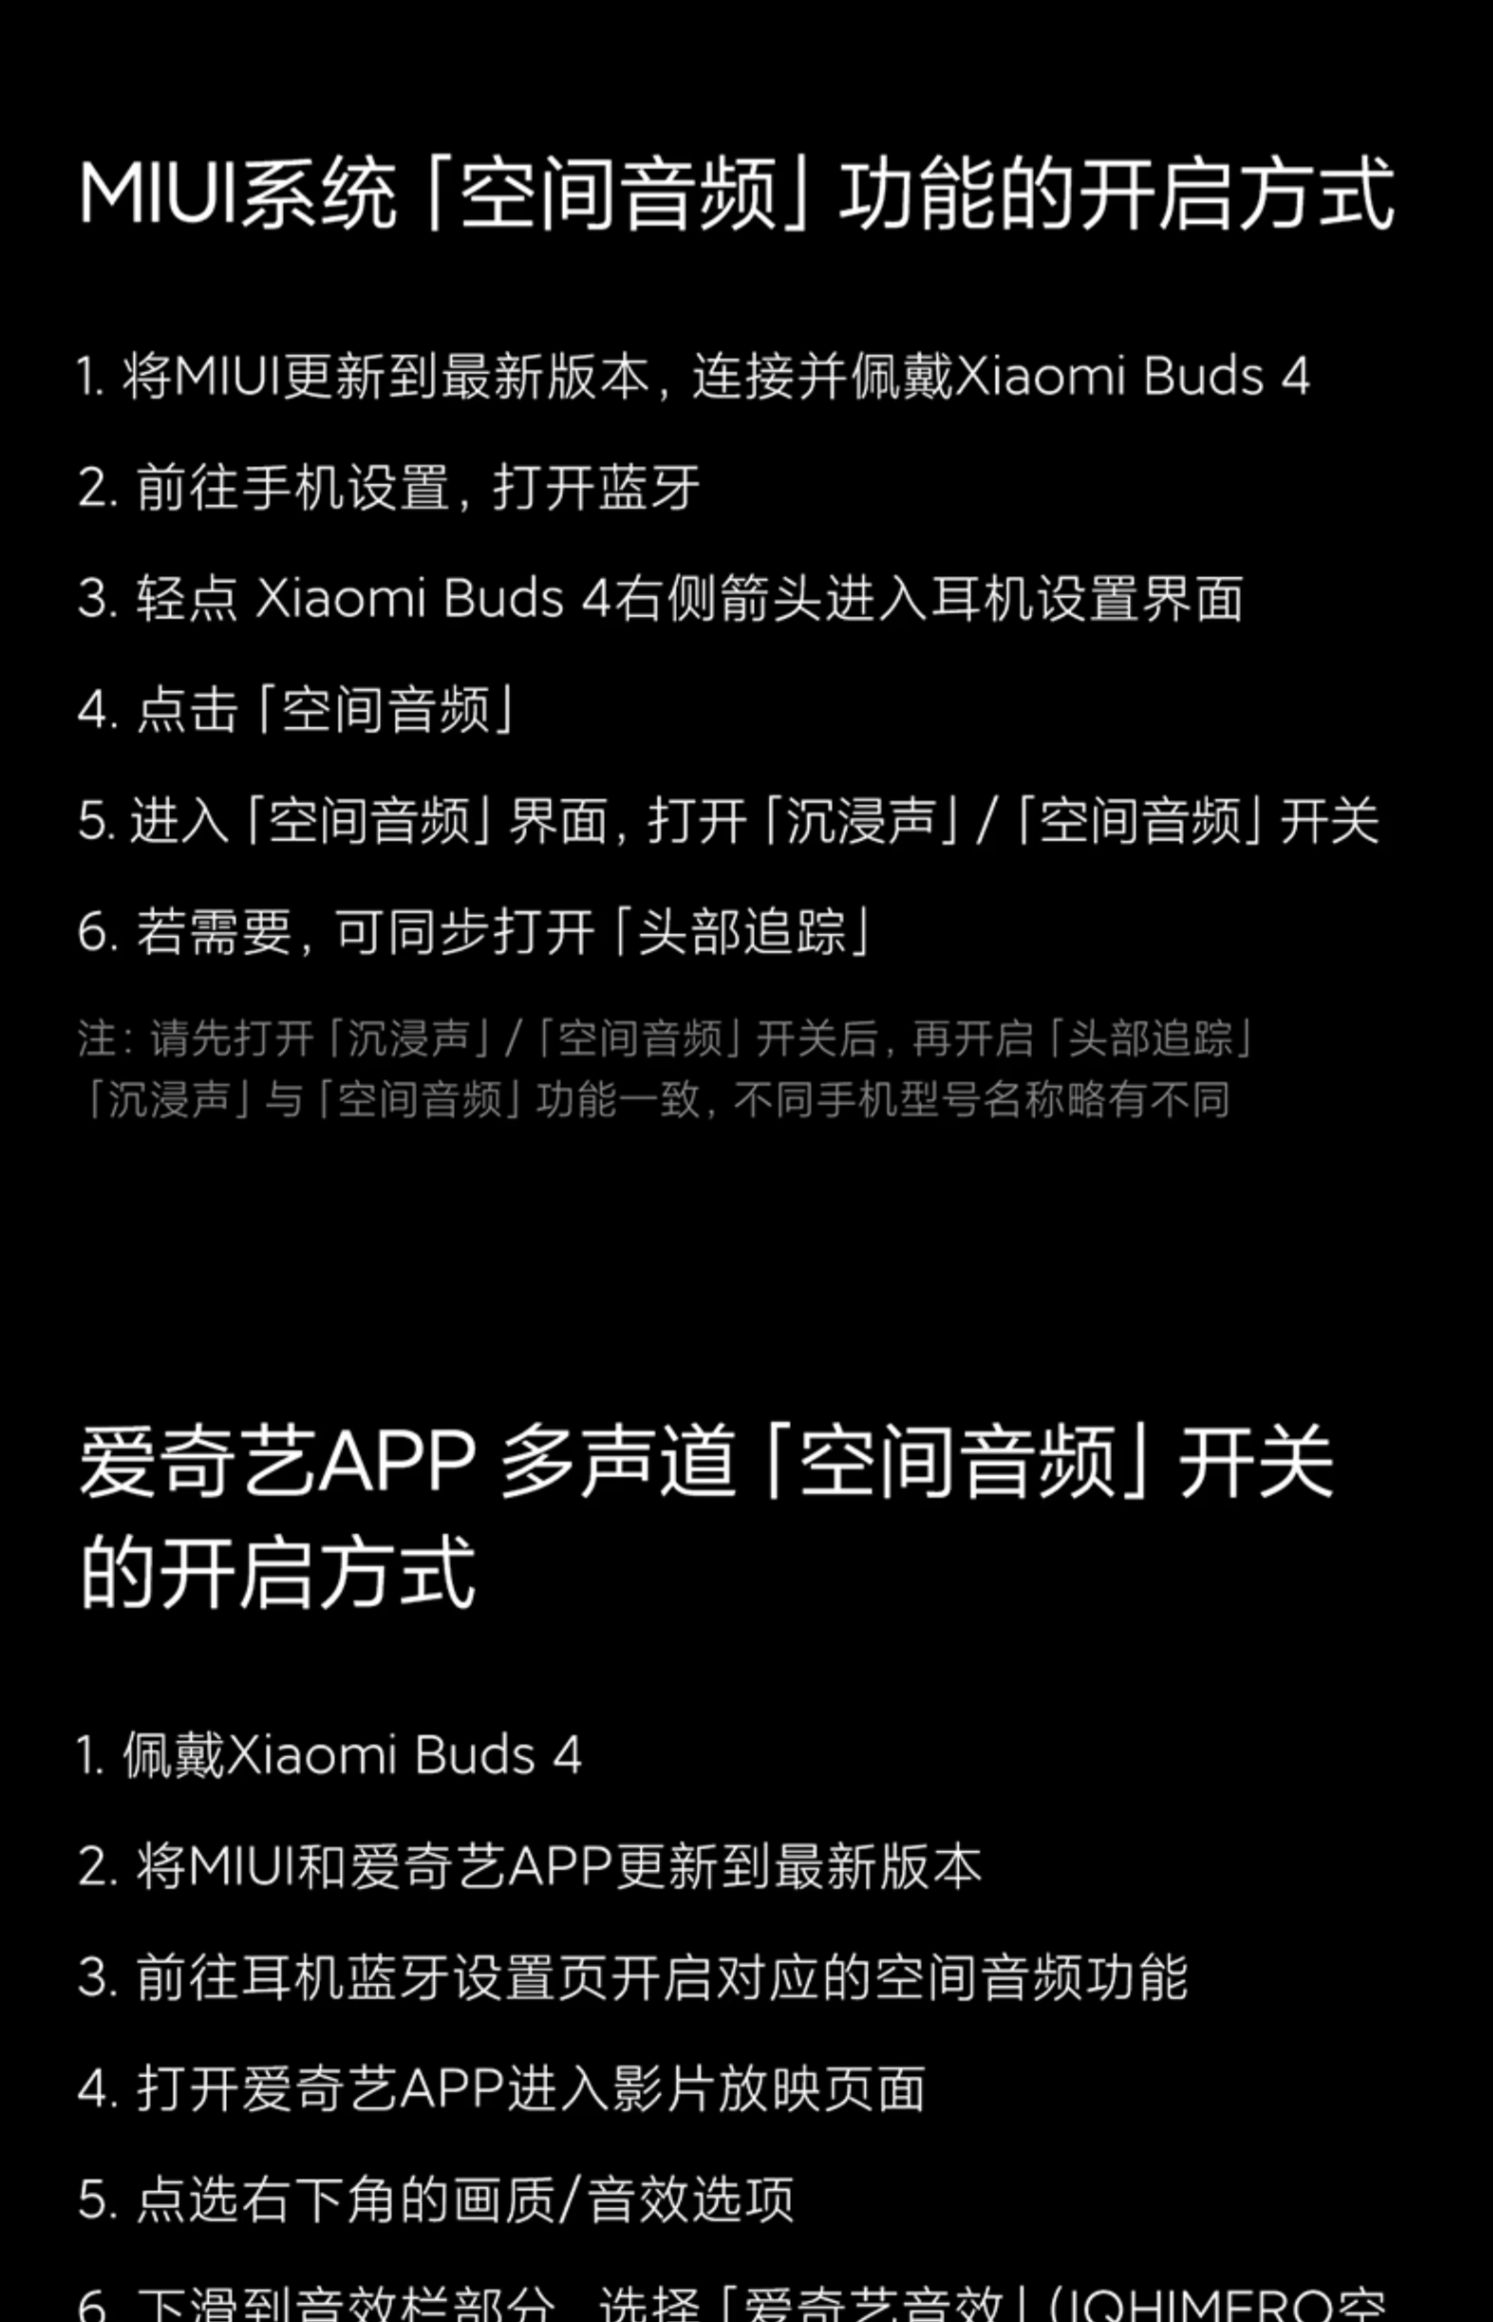 MIUI系统「空间音频」功能的开启方式
1. 将MIUI更新到最新版本，连接并佩戴Xiaomi Buds 4
2. 前往手机设置，打开蓝牙
3. 轻点 Xiaomi Buds 4右侧箭头进入耳机设置界面
4. 点击「空间音频」
5. 进入「空间音频」界面，打开「沉浸声」/「空间音频」开关
6. 若需要，可同步打开「头部追踪」
注：请先打开「沉浸声」/「空间音频」开关后，再开启「头部追踪」
「沉浸声」与「空间音频」功能一致，不同手机型号名称略有不同
爱奇艺APP 多声道「空间音频」开关
的开启方式
1. 佩戴Xiaomi Buds 4
2. 将MIUI和爱奇艺APP更新到最新版本
3. 前往耳机蓝牙设置页开启对应的空间音频功能
4. 打开爱奇艺APP进入影片放映页面
5. 点选右下角的画质/音效选项
6. 下滑到音效栏部分，选择「爱奇艺音效」(IQHIMERO空